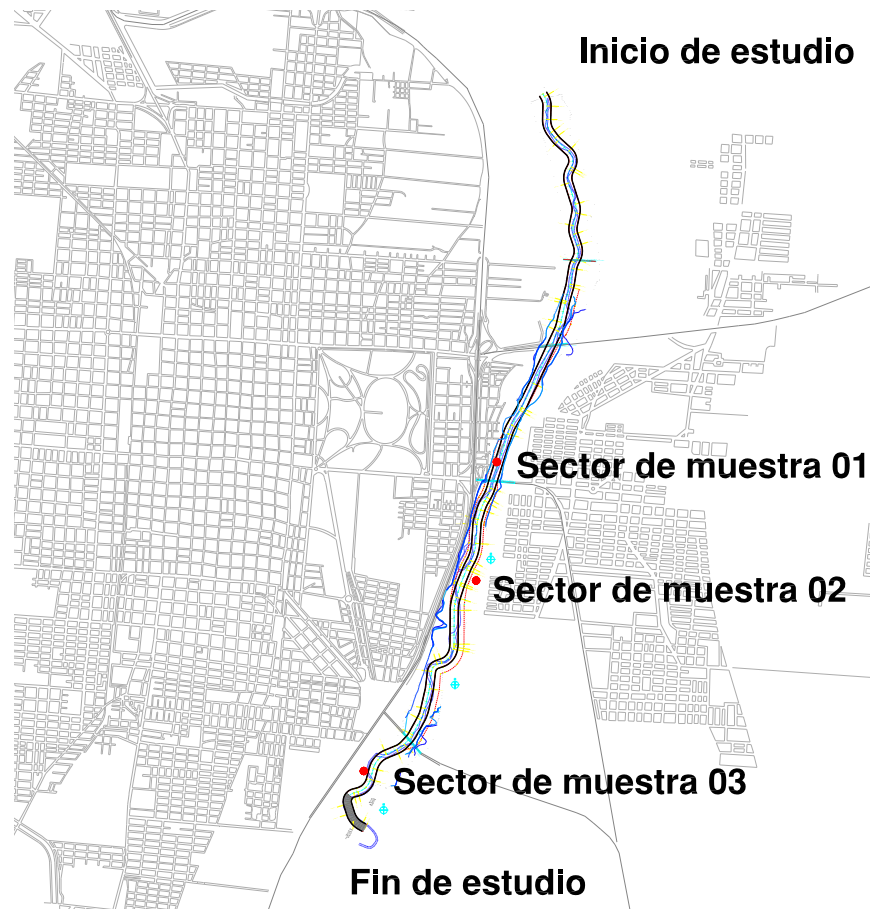 Inicio de estudio
Sector de muestra 01
Sector de muestra 02
Sector de muestra 03
Fin de estudio